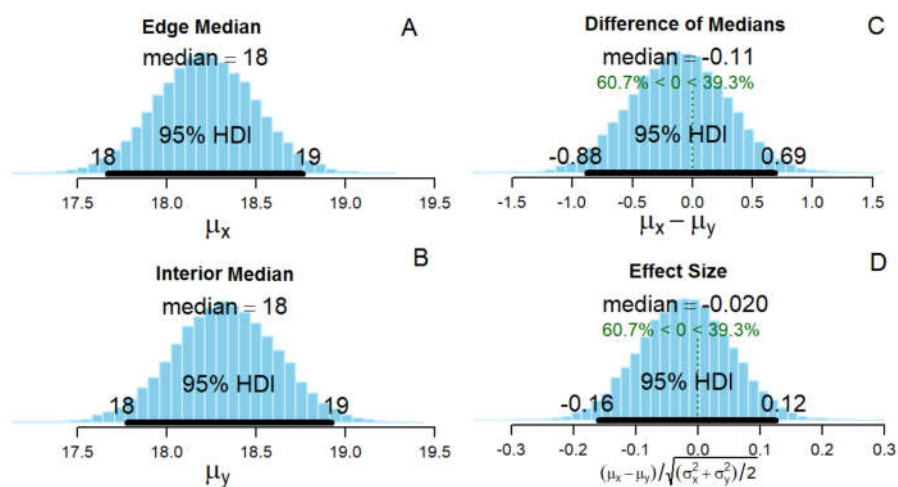 A
Edge Median
median = 18
95% HDI
18 19
17.5 18.0 18.5 19.0 19.5
μx
C
Difference of Medians
median = -0.11
60.7% < 0 < 39.3%
95% HDI
-0.88 0.69
-1.5 -1.0 -0.5 0.0 0.5 1.0 1.5
μx − μy
B
Interior Median
median = 18
95% HDI
18 19
17.5 18.0 18.5 19.0 19.5
μy
D
Effect Size
median = -0.020
60.7% < 0 < 39.3%
95% HDI
-0.16 0.12
-0.3 -0.2 -0.1 0.0 0.1 0.2 0.3
(μx − μy)/√(σx² + σy²)/2